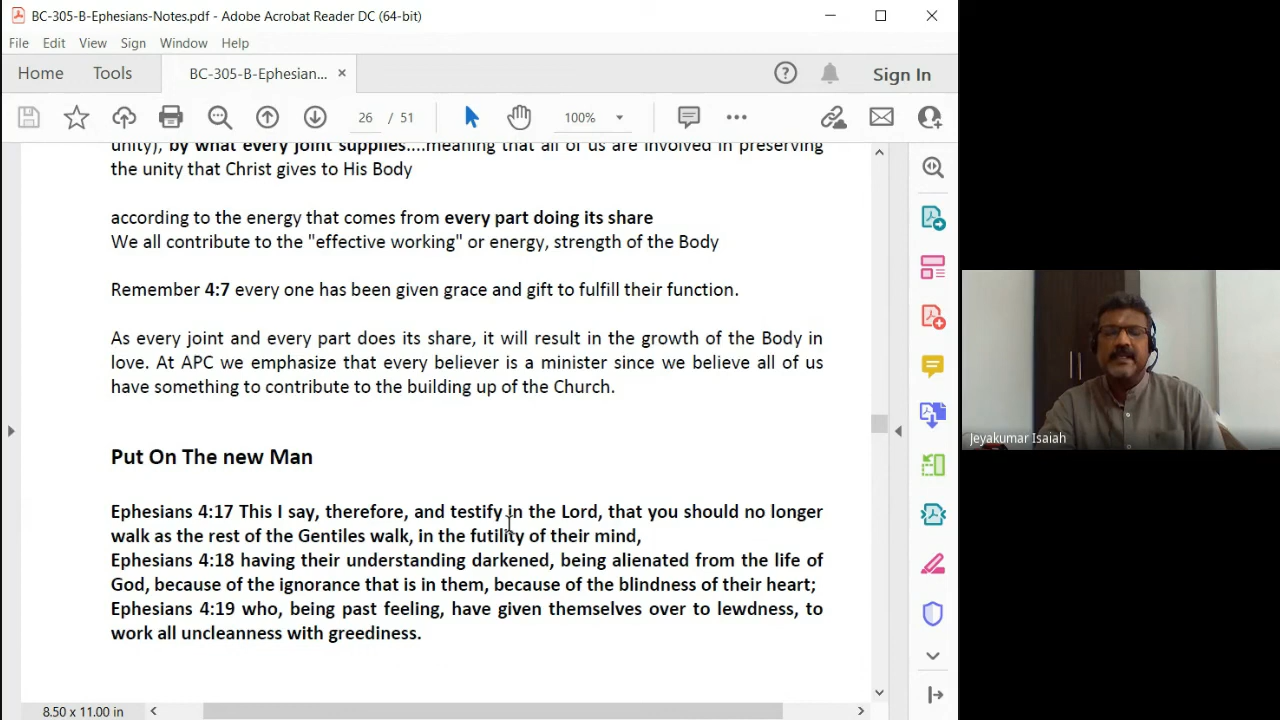 BC-305-B-Ephesians-Notes.pdf - Adobe Acrobat Reader DC (64-bit)
File Edit View Sign Window Help
Home Tools BC-305-B-Ephesian... × Sign In
26 / 51 100%
unity), by what every joint supplies....meaning that all of us are involved in preserving
the unity that Christ gives to His Body
according to the energy that comes from every part doing its share
We all contribute to the "effective working" or energy, strength of the Body
Remember 4:7 every one has been given grace and gift to fulfill their function.
As every joint and every part does its share, it will result in the growth of the Body in
love. At APC we emphasize that every believer is a minister since we believe all of us
have something to contribute to the building up of the Church.
Put On The new Man
Ephesians 4:17 This I say, therefore, and testify in the Lord, that you should no longer
walk as the rest of the Gentiles walk, in the futility of their mind,
Ephesians 4:18 having their understanding darkened, being alienated from the life of
God, because of the ignorance that is in them, because of the blindness of their heart;
Ephesians 4:19 who, being past feeling, have given themselves over to lewdness, to
work all uncleanness with greediness.
8.50 x 11.00 in
Jeyakumar Isaiah